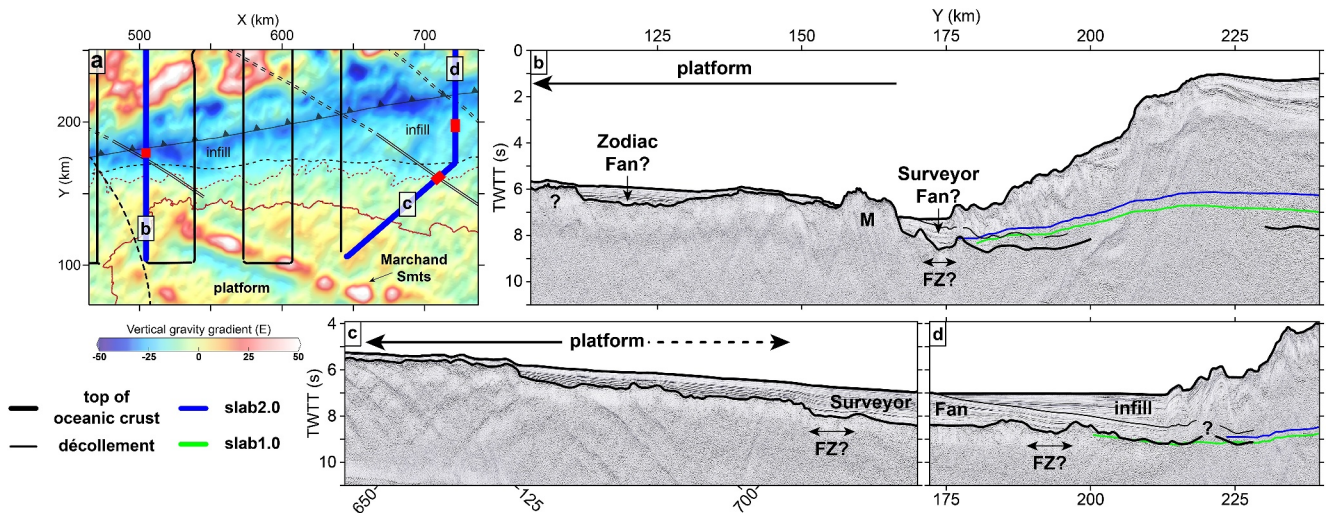 X (km)
500
600
700
a
d
200
Y (km)
100
infill
infill
c
b
Marchand
Smts
platform
Vertical gravity gradient (E)
-50
-25
0
25
50
top of
oceanic crust
slab2.0
décollement
slab1.0
Y (km)
125
150
175
200
225
0
2
4
6
8
10
TWTT (s)
b
platform
Zodiac
Fan?
?
Surveyor
Fan?
M
FZ?
4
6
8
10
TWTT (s)
c
platform
Surveyor
FZ?
650
125
700
d
Fan
infill
?
FZ?
175
200
225